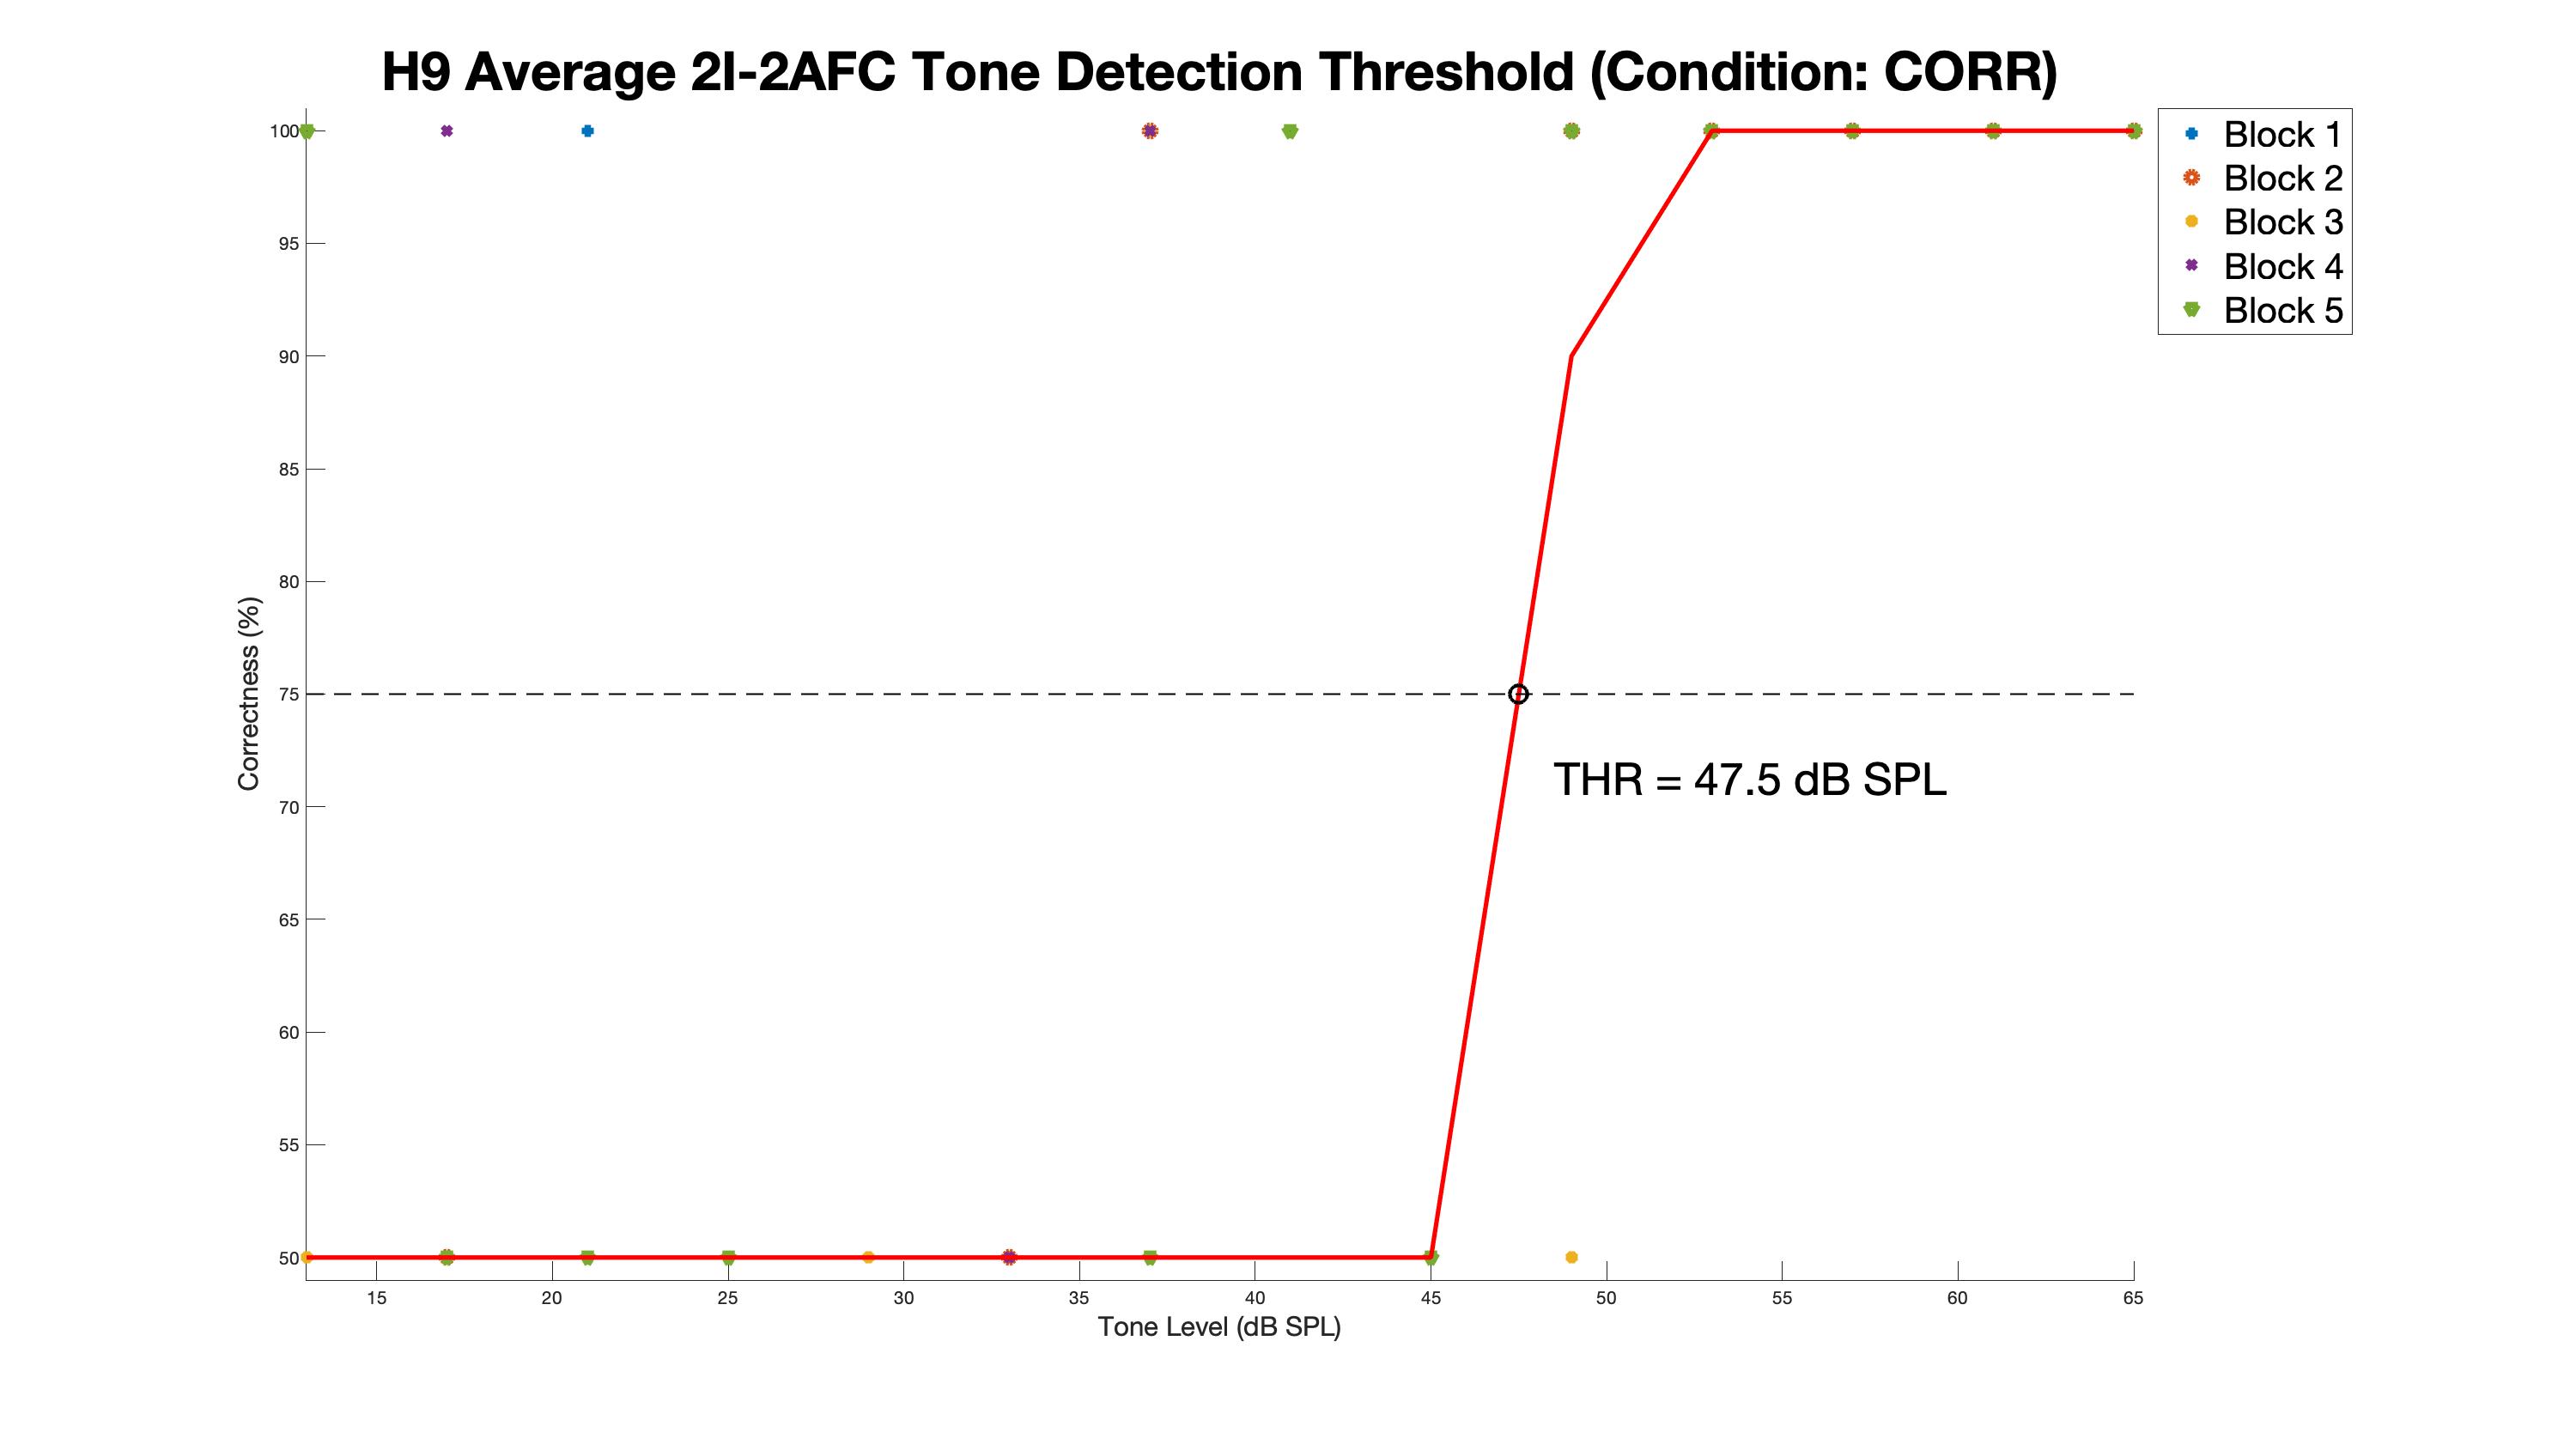 H9 Average 2I-2AFC Tone Detection Threshold (Condition: CORR)
100
95
90
85
80
75
70
65
60
55
50
Correctness (%)
Block 1
Block 2
Block 3
Block 4
Block 5
THR = 47.5 dB SPL
15 20 25 30 35 40 45 50 55 60 65
Tone Level (dB SPL)